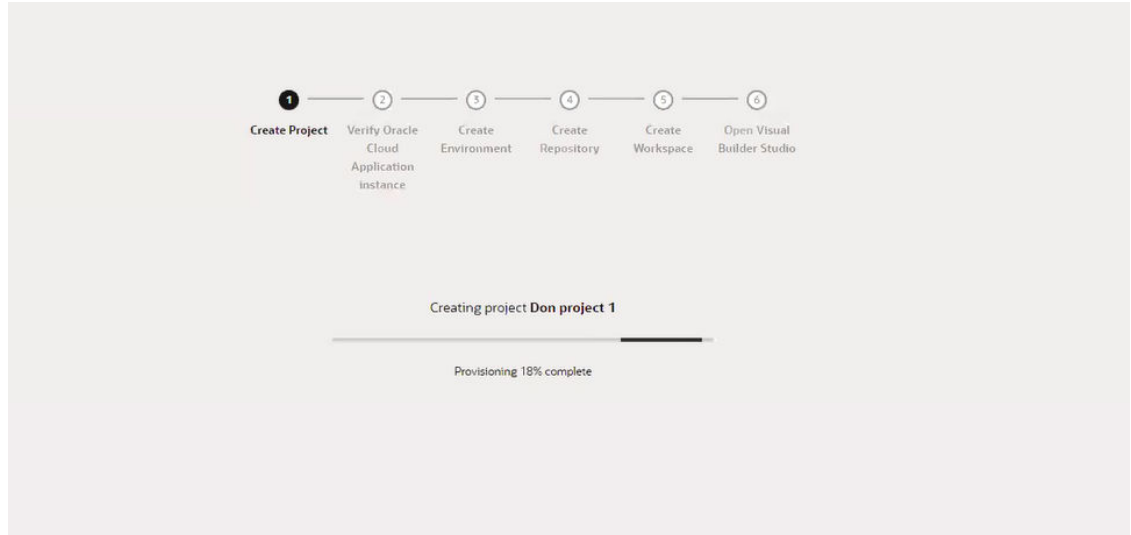 1
2
3
4
5
6
Create Project
Verify Oracle
Cloud
Application
instance
Create
Environment
Create
Repository
Create
Workspace
Open Visual
Builder Studio
Creating project Don project 1
Provisioning 18% complete